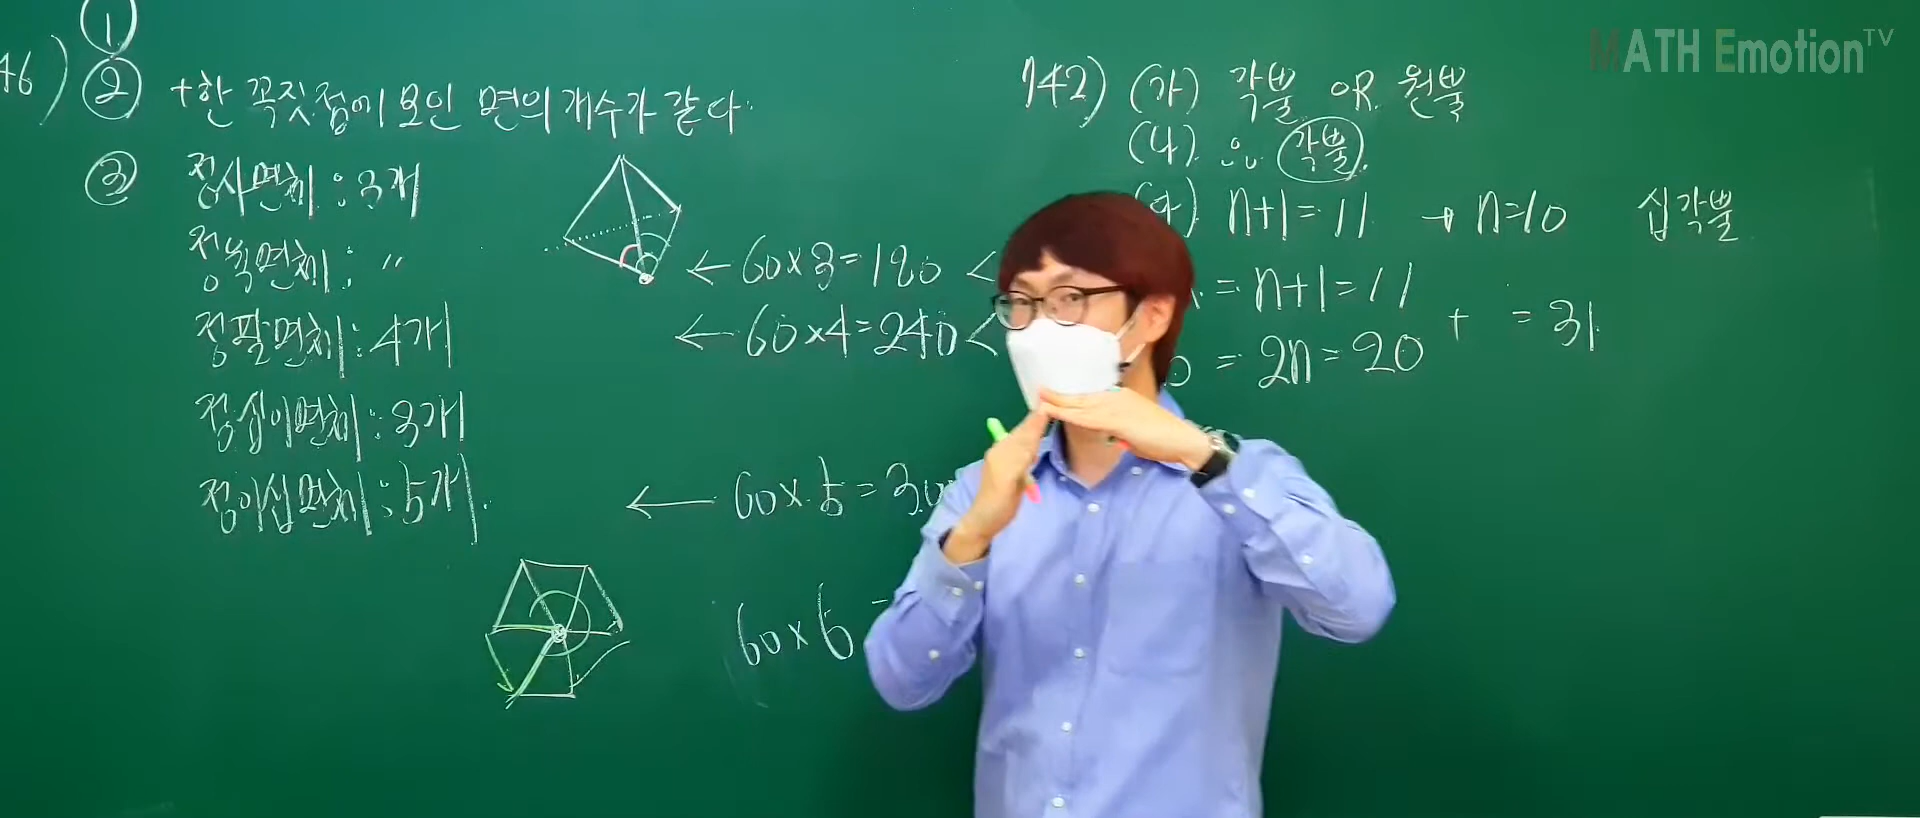 MATH EmotionTV
46)
①
② +한 꼭짓점에 모인 면의 개수가 같다.
③ 정사면체 : 3개
정육면체 : 〃
정팔면체 : 4개
정십이면체 : 3개
정이십면체 : 5개.
← 60×3=180 <
← 60×4=240 <
← 60×5=300
60×6=
142) (가) 각뿔 OR 원뿔
(나) ∴ 각뿔.
n+1=11 → n=10 십각뿔
= n+1=11
+ = 31
= 2n=20